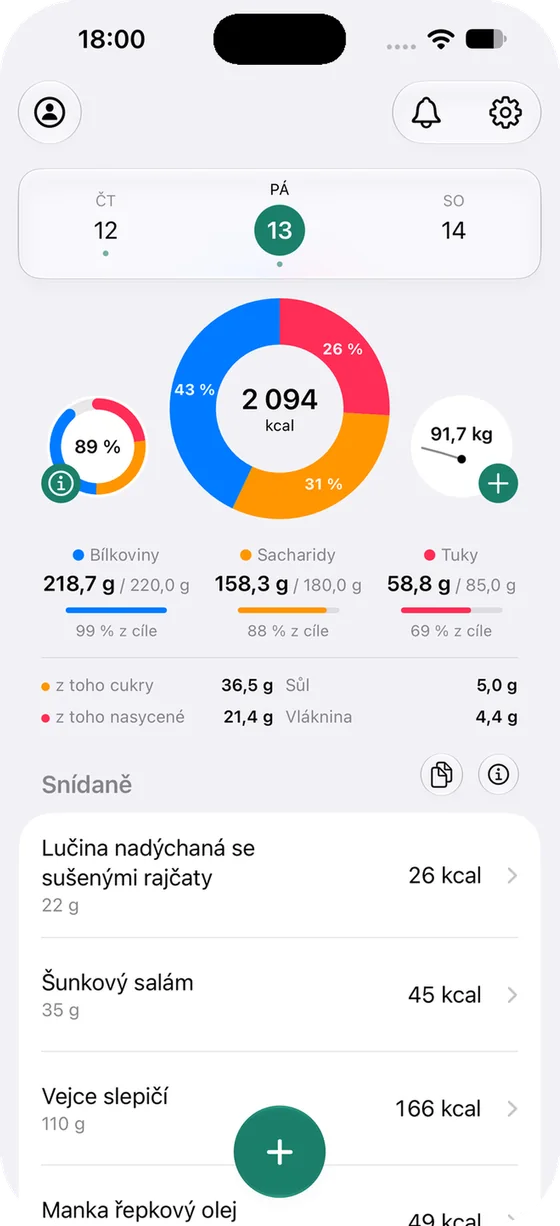 18:00
ČT
PÁ
SO
12
13
14
26 %
43 %
2 094
kcal
31 %
89 %
91,7 kg
Bílkoviny
Sacharidy
Tuky
218,7 g / 220,0 g
158,3 g / 180,0 g
58,8 g / 85,0 g
99 % z cíle
88 % z cíle
69 % z cíle
z toho cukry 36,5 g Sůl 5,0 g
z toho nasycené 21,4 g Vláknina 4,4 g
Snídaně
Lučina nadýchaná se
sušenými rajčaty
22 g
26 kcal
Šunkový salám
35 g
45 kcal
Vejce slepičí
110 g
166 kcal
Manka řepkový olej
49 kcal